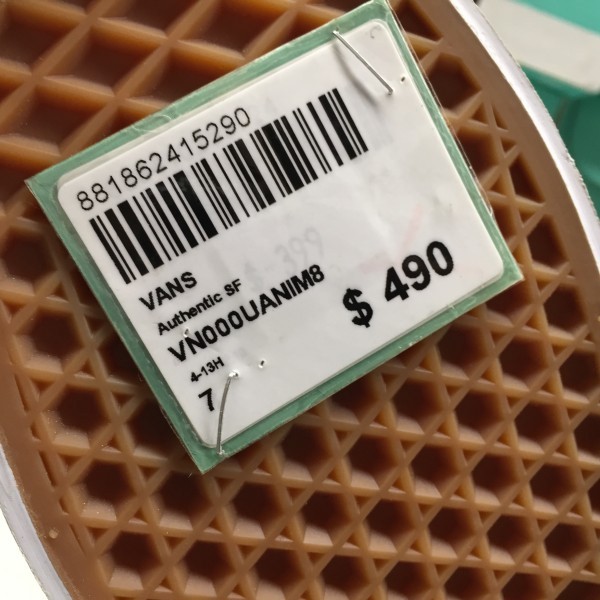 881862415290
VANS
Authentic SF
VN000UANIM8
$ 490
4-13H
7